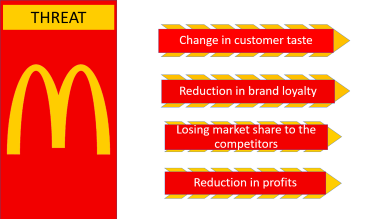 THREAT
Change in customer taste
Reduction in brand loyalty
Losing market share to the
competitors
Reduction in profits